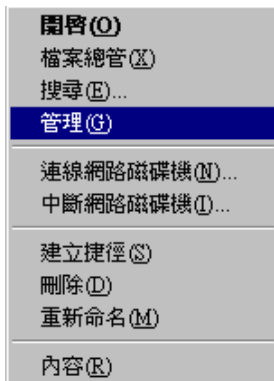 開啓(O)
檔案總管(X)
搜尋(E)...
管理(G)
連線網路磁碟機(N)...
中斷網路磁碟機(I)...
建立捷徑(S)
刪除(D)
重新命名(M)
內容(R)